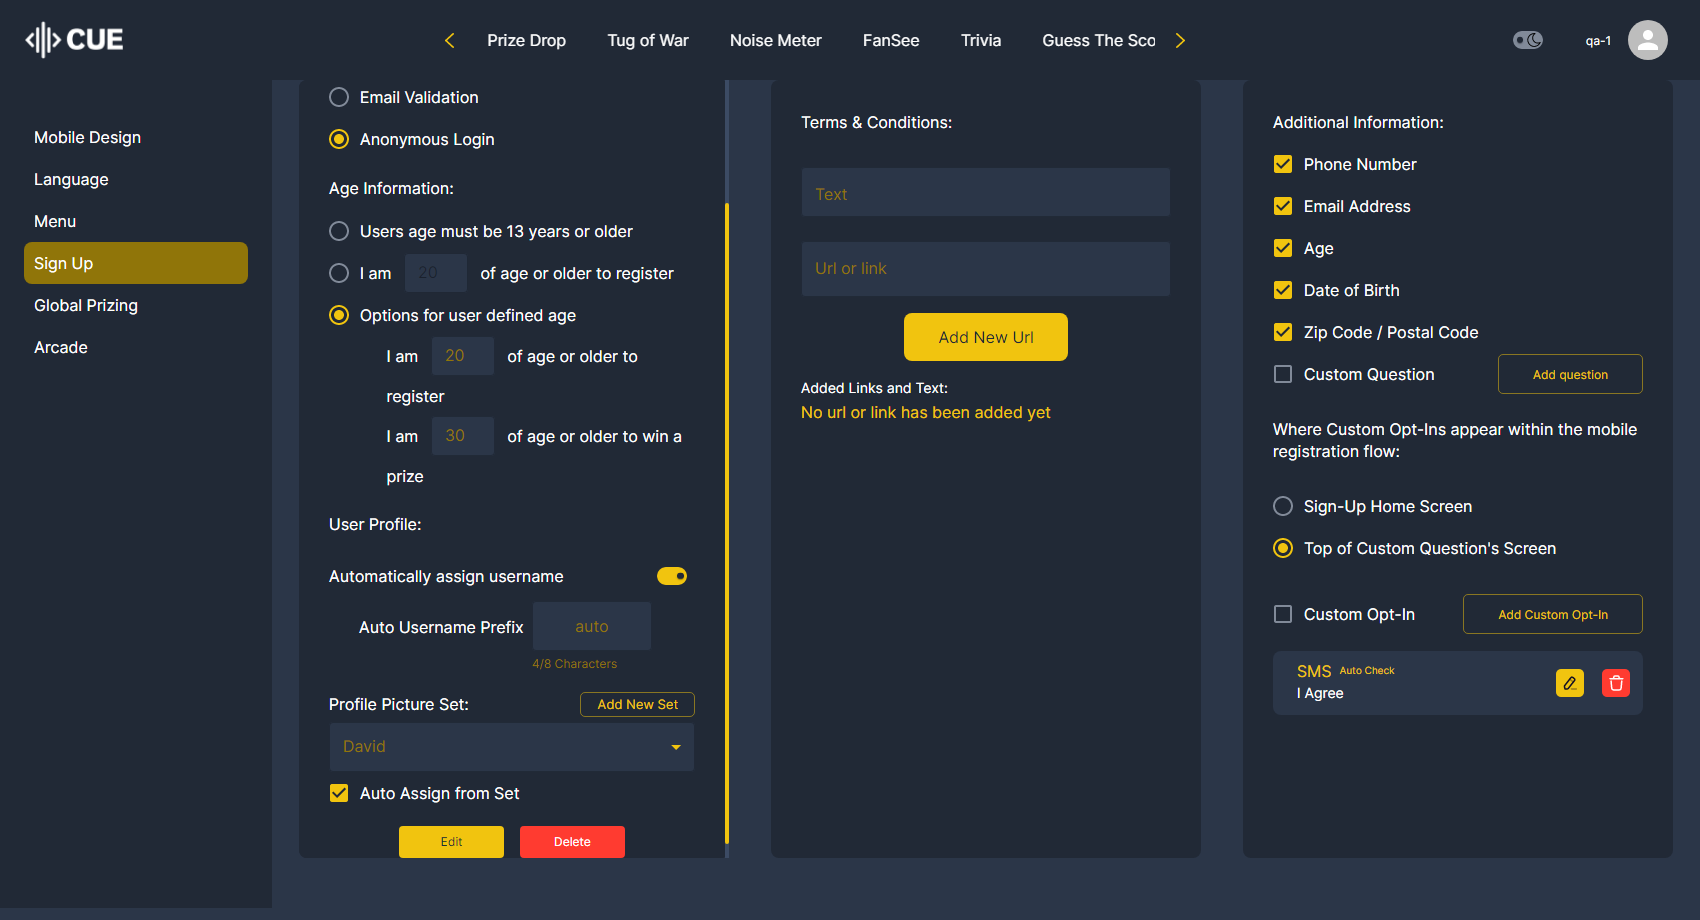 CUE
Prize Drop
Tug of War
Noise Meter
FanSee
Trivia
Guess The Sco
qa-1
Mobile Design
Language
Menu
Sign Up
Global Prizing
Arcade
Email Validation
Anonymous Login
Age Information:
Users age must be 13 years or older
I am 20 of age or older to register
Options for user defined age
I am 20 of age or older to
register
I am 30 of age or older to win a
prize
User Profile:
Automatically assign username
Auto Username Prefix auto
4/8 Characters
Profile Picture Set: Add New Set
David
Auto Assign from Set
Edit Delete
Terms & Conditions:
Text
Url or link
Add New Url
Added Links and Text:
No url or link has been added yet
Additional Information:
Phone Number
Email Address
Age
Date of Birth
Zip Code / Postal Code
Custom Question Add question
Where Custom Opt-Ins appear within the mobile
registration flow:
Sign-Up Home Screen
Top of Custom Question's Screen
Custom Opt-In Add Custom Opt-In
SMS Auto Check
I Agree